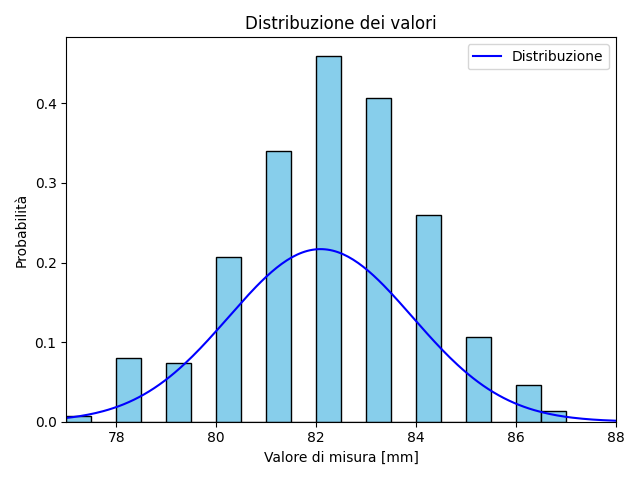 Distribuzione dei valori
Distribuzione
Probabilità
0.4
0.3
0.2
0.1
0.0
78 80 82 84 86 88
Valore di misura [mm]